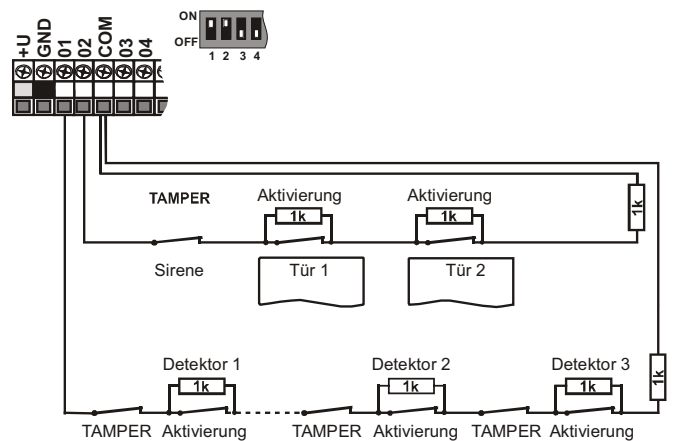 ON
OFF
1 2 3 4
+U GND 01 02 COM 03 04
TAMPER Aktivierung Aktivierung
1k 1k
1k
Sirene Tür 1 Tür 2
Detektor 1 Detektor 2 Detektor 3
1k 1k 1k
1k
TAMPER Aktivierung TAMPER Aktivierung TAMPER Aktivierung